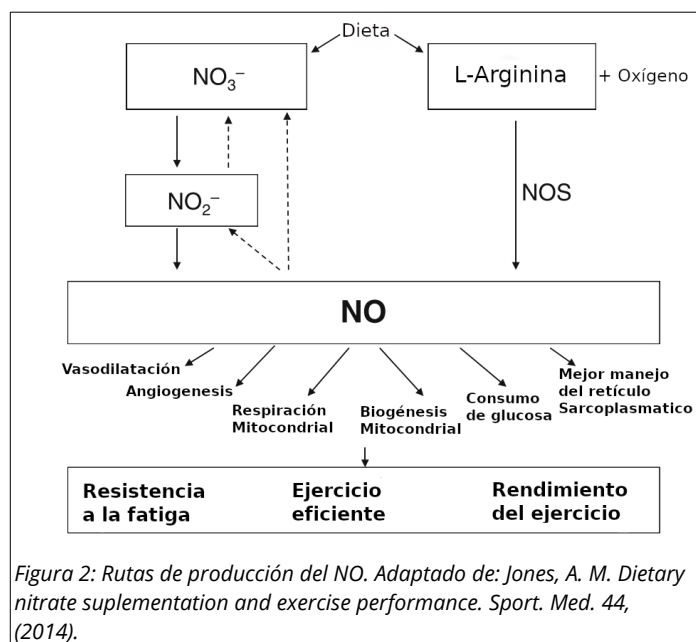 Dieta
NO₃⁻
L-Arginina
+ Oxígeno
NO₂⁻
NOS
NO
Vasodilatación
Angiogenesis
Respiración
Mitocondrial
Biogénesis
Mitocondrial
Consumo
de glucosa
Mejor manejo
del retículo
Sarcoplasmatico
Resistencia
a la fatiga
Ejercicio
eficiente
Rendimiento
del ejercicio
Figura 2: Rutas de producción del NO. Adaptado de: Jones, A. M. Dietary
nitrate suplementation and exercise performance. Sport. Med. 44,
(2014).